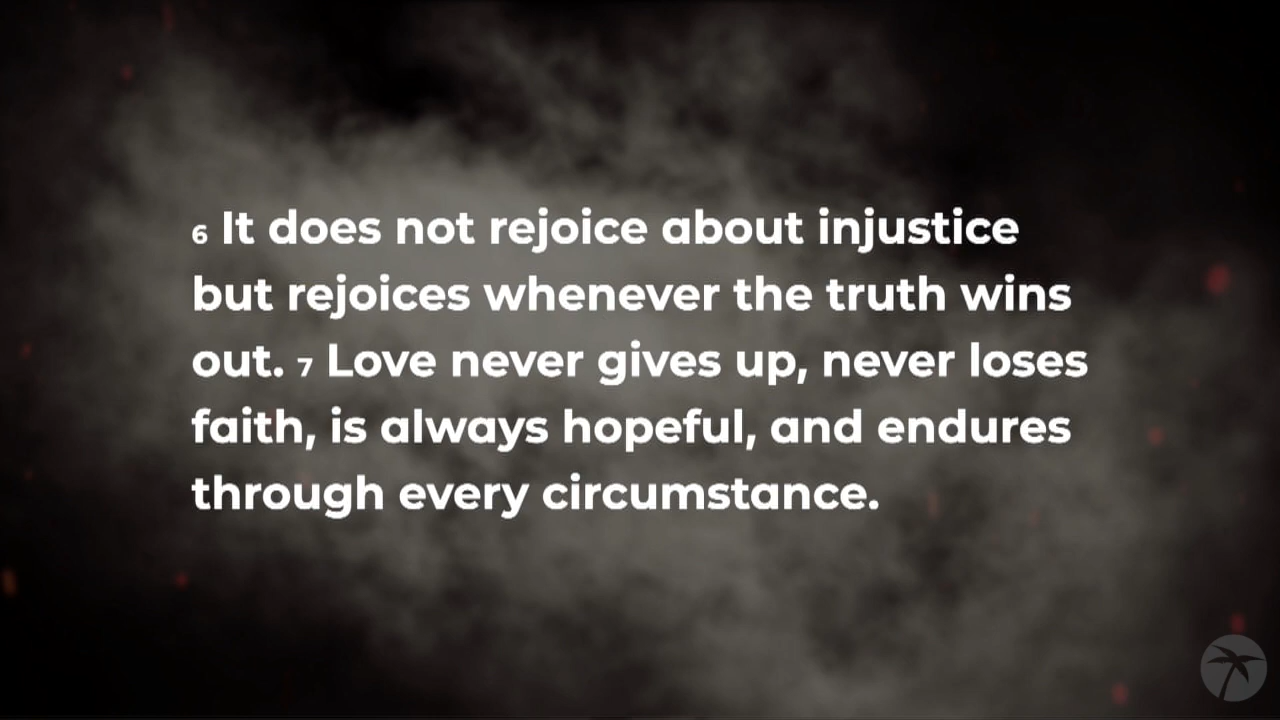 6 It does not rejoice about injustice
but rejoices whenever the truth wins
out. 7 Love never gives up, never loses
faith, is always hopeful, and endures
through every circumstance.